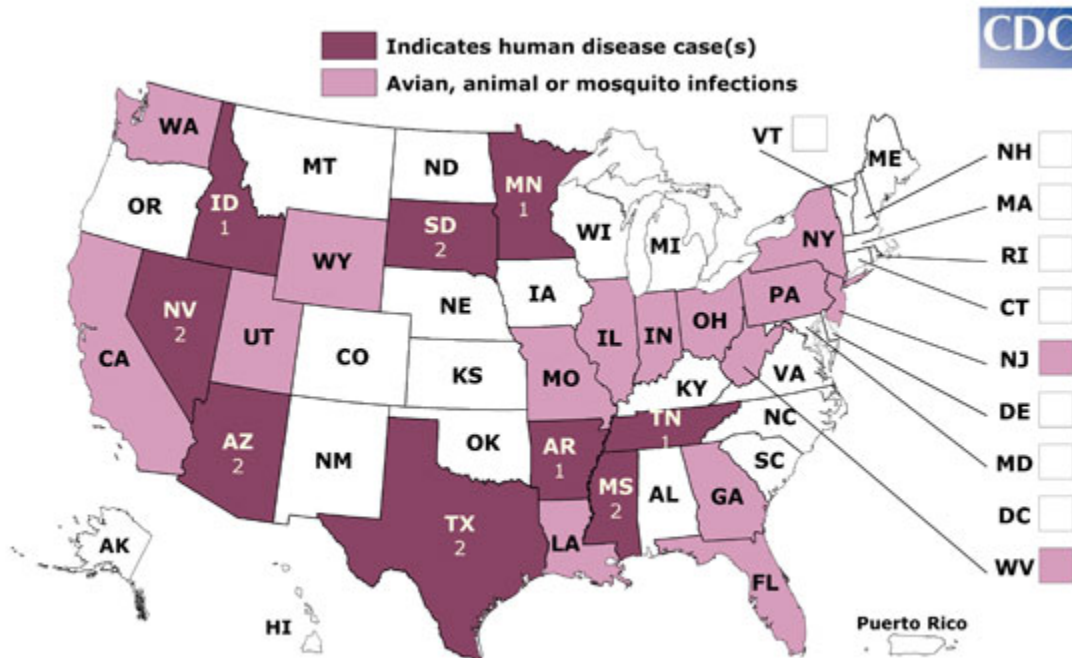 CDC
Indicates human disease case(s)
Avian, animal or mosquito infections
WA
MT
ND
MN
1
VT
ME
NH
OR
ID
1
SD
2
WI
MI
NY
MA
WY
RI
NV
2
NE
IA
PA
CT
CA
UT
CO
IL
IN
OH
NJ
KS
MO
KY
VA
DE
AZ
2
NM
OK
AR
1
TN
1
NC
MD
MS
2
AL
GA
SC
DC
TX
2
LA
FL
WV
AK
HI
Puerto Rico